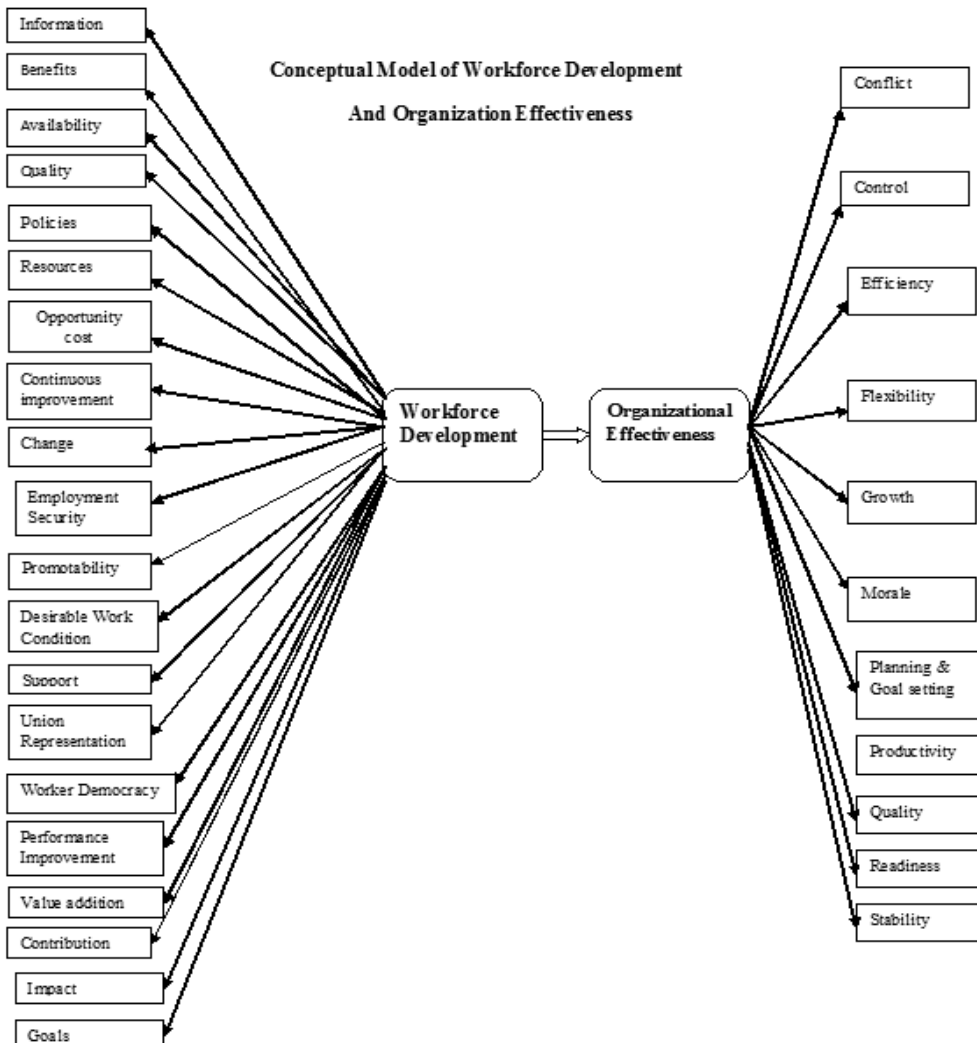 Conceptual Model of Workforce Development
And Organization Effectiveness
Information
Benefits
Availability
Quality
Policies
Resources
Opportunity
cost
Continuous
improvement
Change
Employment
Security
Promotability
Desirable Work
Condition
Support
Union
Representation
Worker Democracy
Performance
Improvement
Value addition
Contribution
Impact
Goals
Workforce
Development
Organizational
Effectiveness
Conflict
Control
Efficiency
Flexibility
Growth
Morale
Planning &
Goal setting
Productivity
Quality
Readiness
Stability